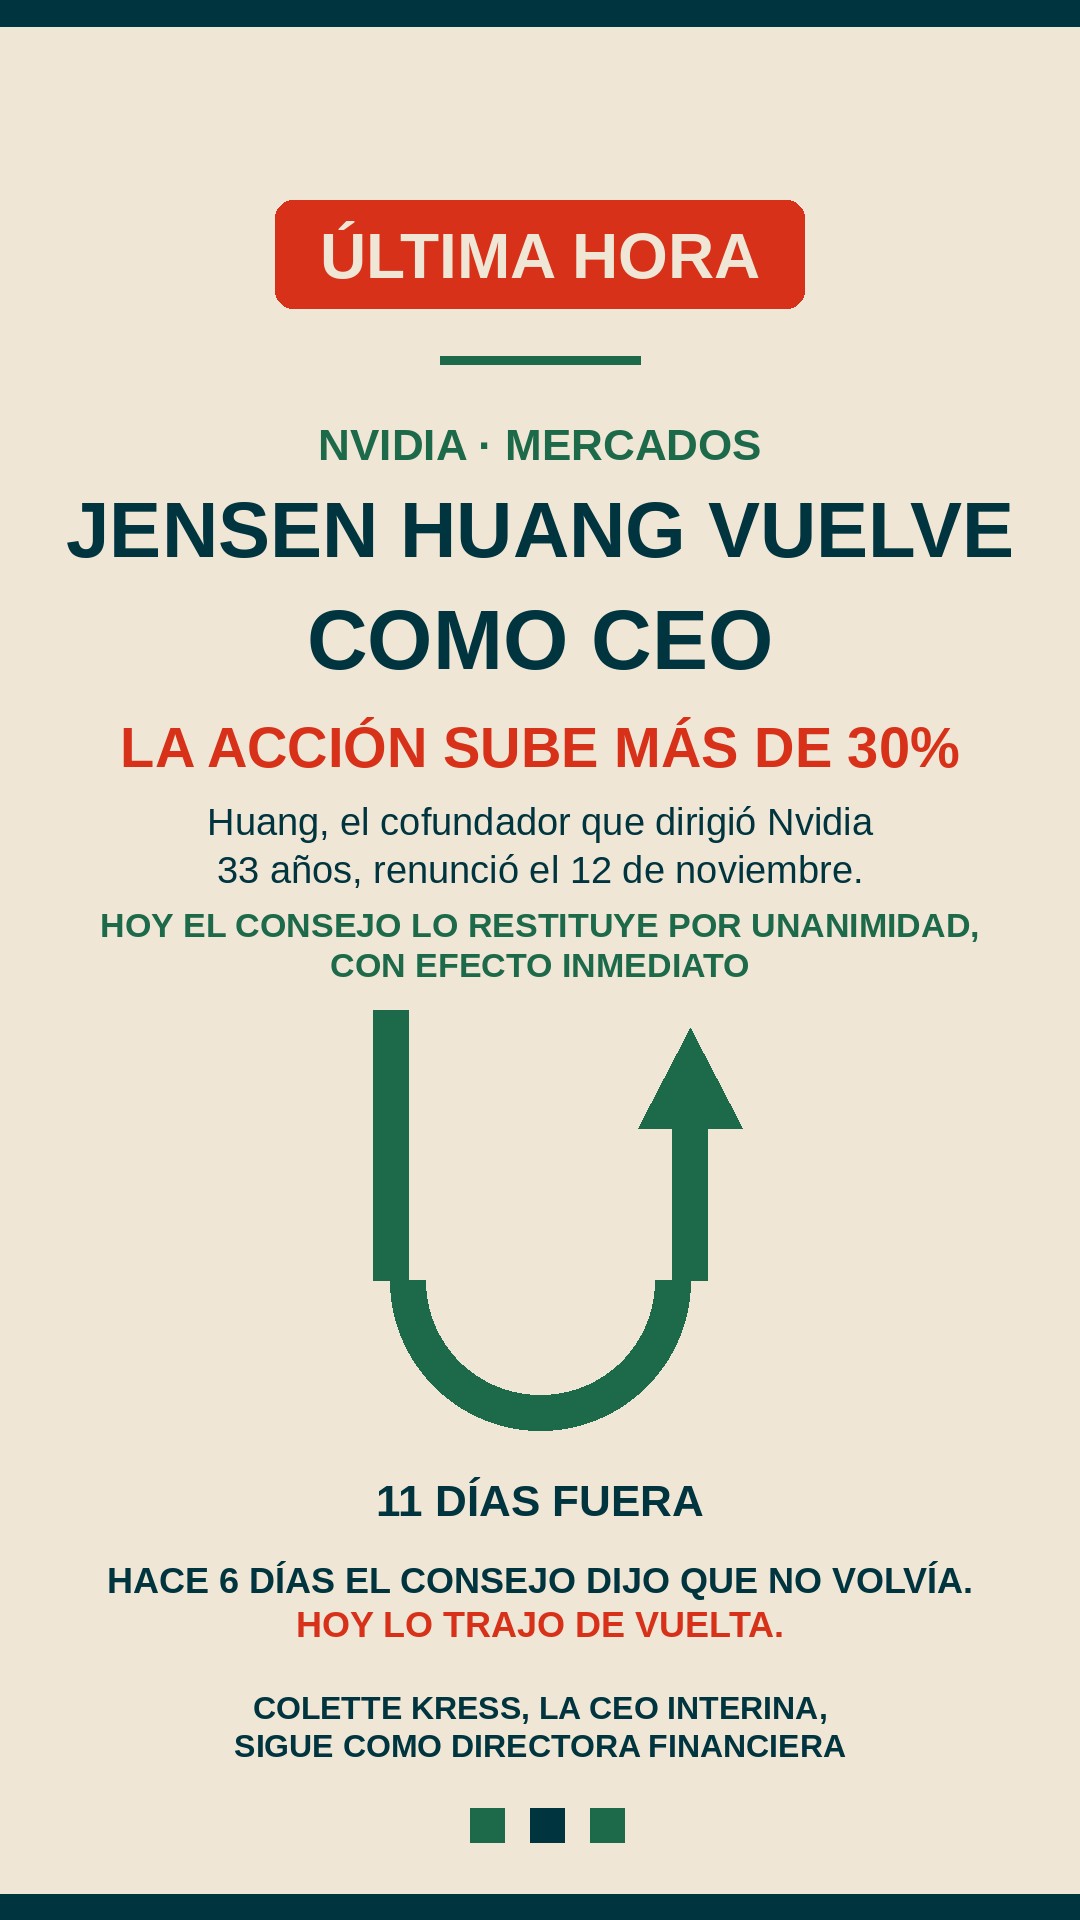 ÚLTIMA HORA
NVIDIA · MERCADOS
JENSEN HUANG VUELVE
COMO CEO
LA ACCIÓN SUBE MÁS DE 30%
Huang, el cofundador que dirigió Nvidia
33 años, renunció el 12 de noviembre.
HOY EL CONSEJO LO RESTITUYE POR UNANIMIDAD,
CON EFECTO INMEDIATO
11 DÍAS FUERA
HACE 6 DÍAS EL CONSEJO DIJO QUE NO VOLVÍA.
HOY LO TRAJO DE VUELTA.
COLETTE KRESS, LA CEO INTERINA,
SIGUE COMO DIRECTORA FINANCIERA